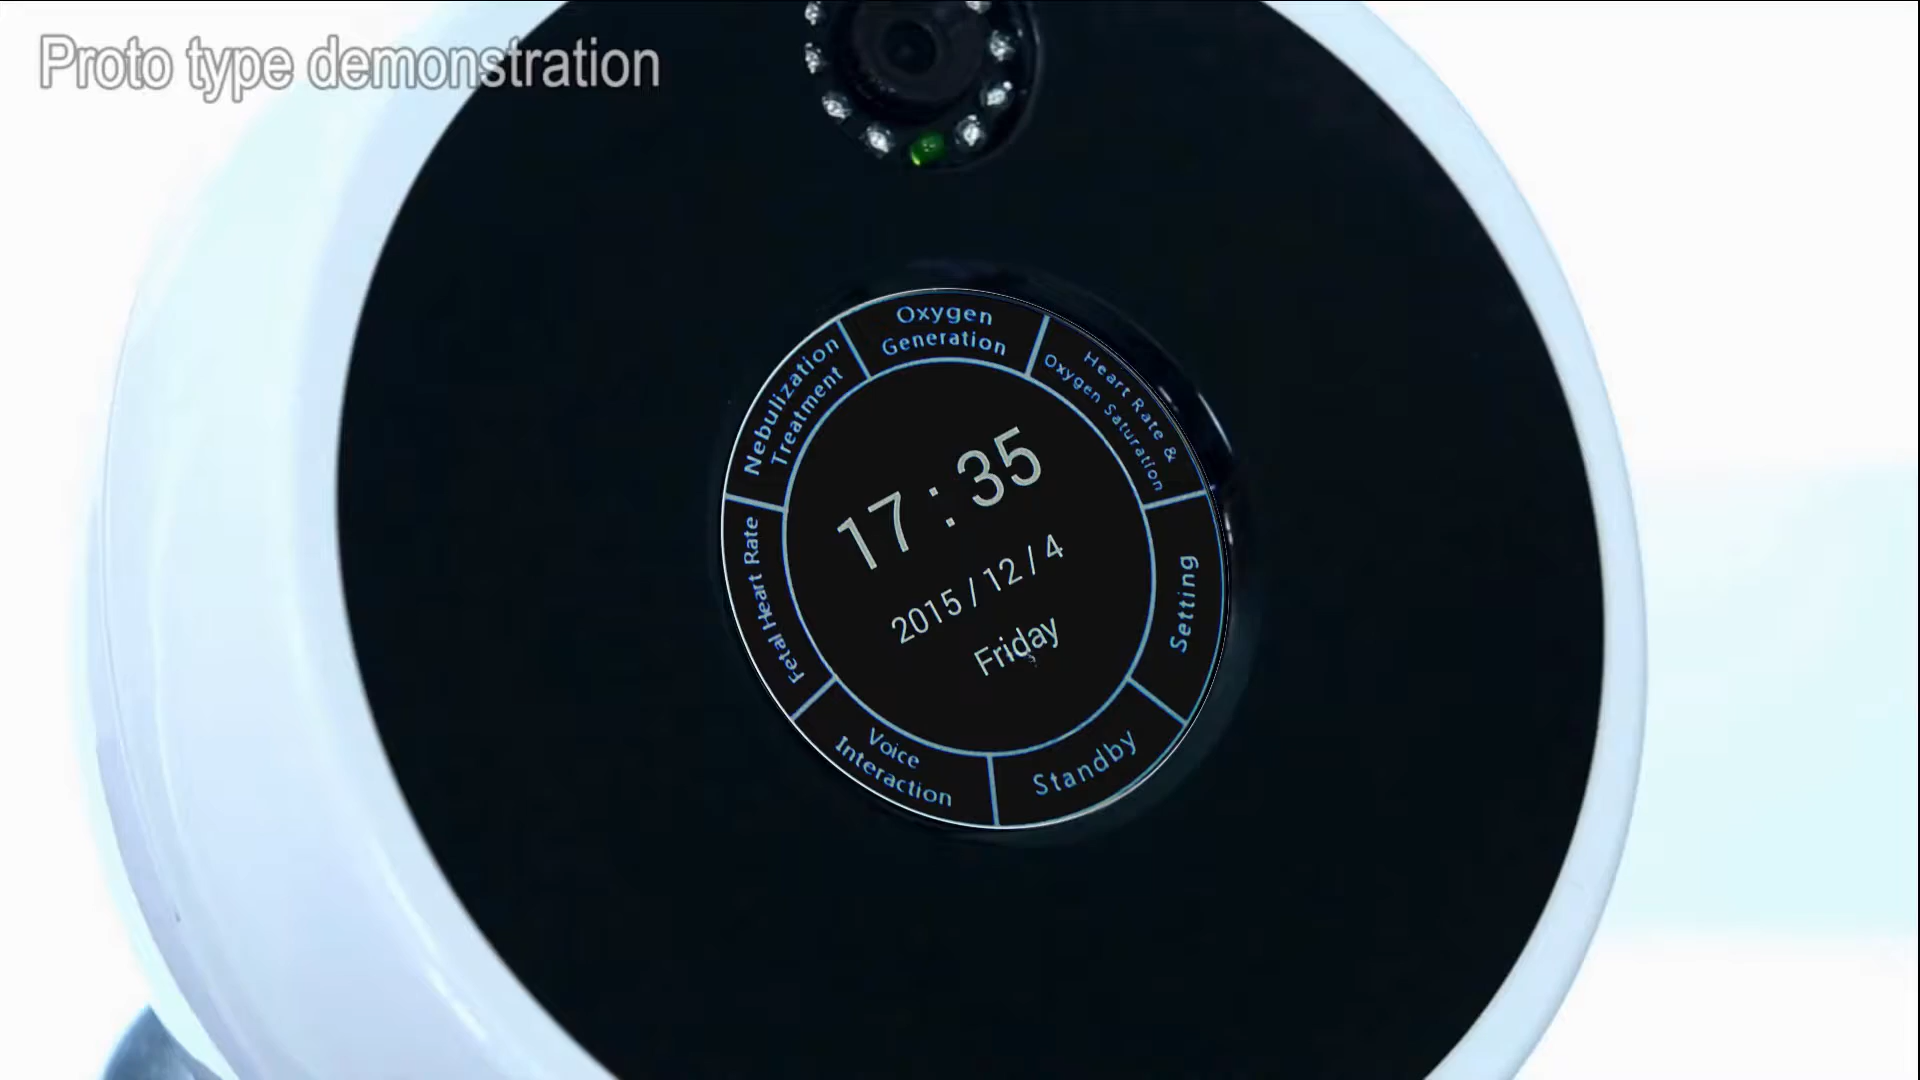 Proto type demonstration
Oxygen
Generation
Heart Rate &
Oxygen Saturation
Setting
Standby
Voice
Interaction
Fetal Heart Rate
Nebulization
Treatment
17 : 35
2015 / 12 / 4
Friday